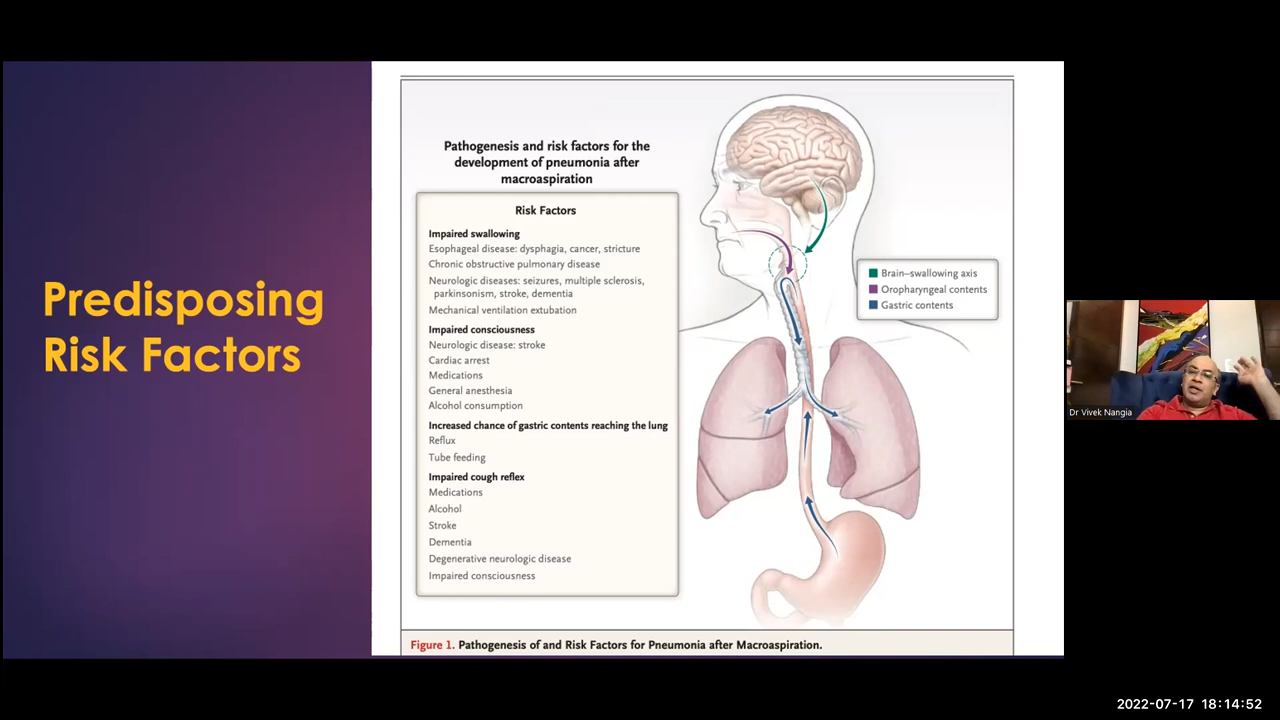 Predisposing
Risk Factors
Pathogenesis and risk factors for the
development of pneumonia after
macroaspiration
Risk Factors
Impaired swallowing
Esophageal disease: dysphagia, cancer, stricture
Chronic obstructive pulmonary disease
Neurologic diseases: seizures, multiple sclerosis,
parkinsonism, stroke, dementia
Mechanical ventilation extubation
Impaired consciousness
Neurologic disease: stroke
Cardiac arrest
Medications
General anesthesia
Alcohol consumption
Increased chance of gastric contents reaching the lung
Reflux
Tube feeding
Impaired cough reflex
Medications
Alcohol
Stroke
Dementia
Degenerative neurologic disease
Impaired consciousness
Brain–swallowing axis
Oropharyngeal contents
Gastric contents
Figure 1. Pathogenesis of and Risk Factors for Pneumonia after Macroaspiration.
Dr Vivek Nangia
2022-07-17 18:14:52